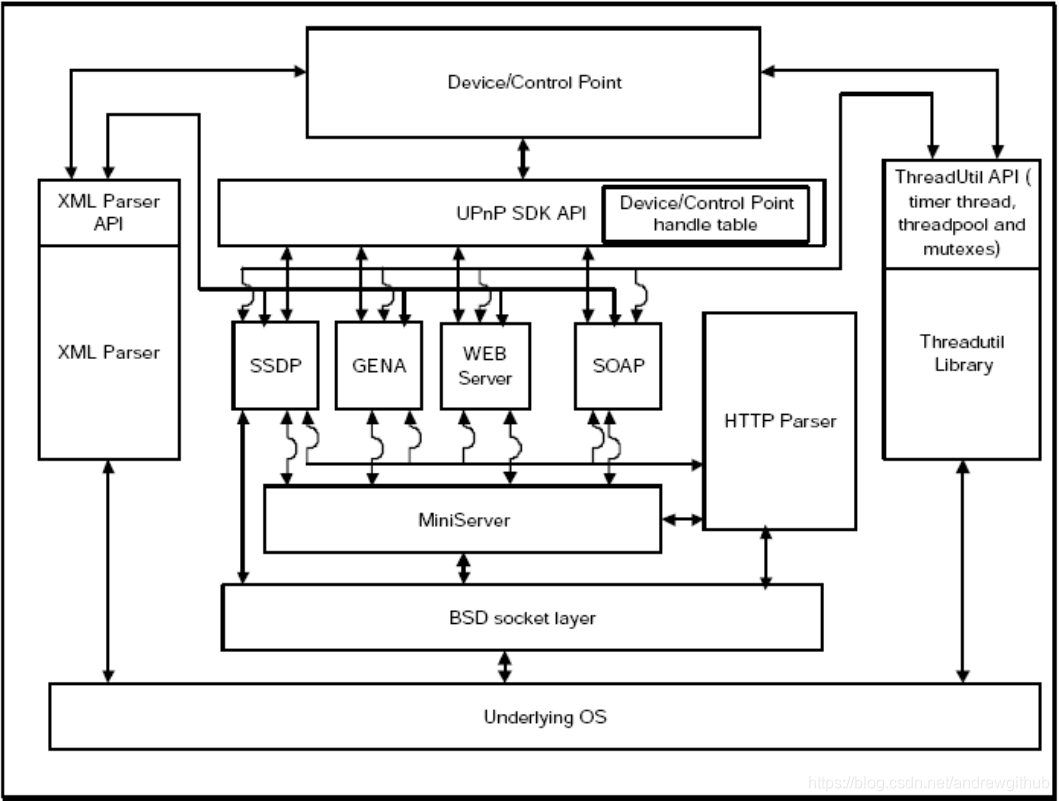 Device/Control Point
XML Parser
API
UPnP SDK API
Device/Control Point
handle table
ThreadUtil API (
timer thread,
threadpool and
mutexes)
XML Parser
SSDP
GENA
WEB
Server
SOAP
HTTP Parser
Threadutil
Library
MiniServer
BSD socket layer
Underlying OS
https://blog.csdn.net/andrewgithub